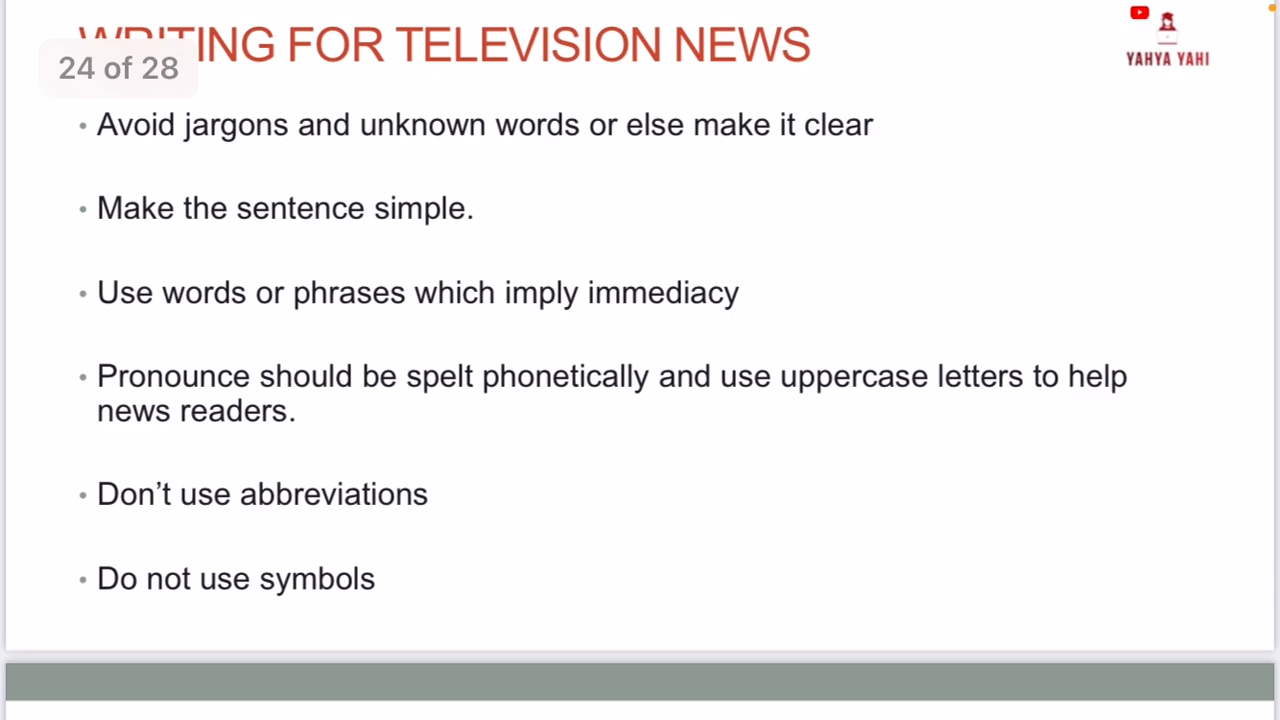 WRITING FOR TELEVISION NEWS
YAHYA YAHI
24 of 28
• Avoid jargons and unknown words or else make it clear
• Make the sentence simple.
• Use words or phrases which imply immediacy
• Pronounce should be spelt phonetically and use uppercase letters to help
news readers.
• Don’t use abbreviations
• Do not use symbols